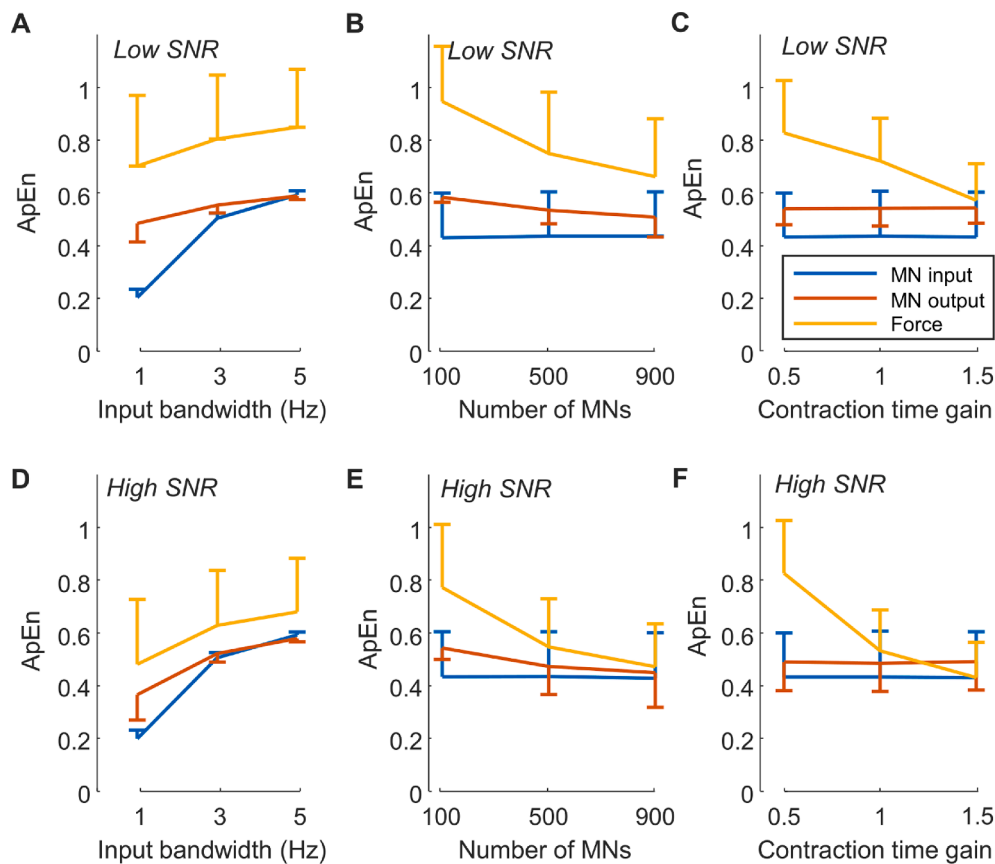 A
Low SNR
ApEn
1
0.8
0.6
0.4
0.2
0
1 3 5
Input bandwidth (Hz)
B
Low SNR
ApEn
1
0.8
0.6
0.4
0.2
0
100 500 900
Number of MNs
C
Low SNR
ApEn
1
0.8
0.6
0.4
0.2
0
MN input
MN output
Force
0.5 1 1.5
Contraction time gain
D
High SNR
ApEn
1
0.8
0.6
0.4
0.2
0
1 3 5
Input bandwidth (Hz)
E
High SNR
ApEn
1
0.8
0.6
0.4
0.2
0
100 500 900
Number of MNs
F
High SNR
ApEn
1
0.8
0.6
0.4
0.2
0
0.5 1 1.5
Contraction time gain